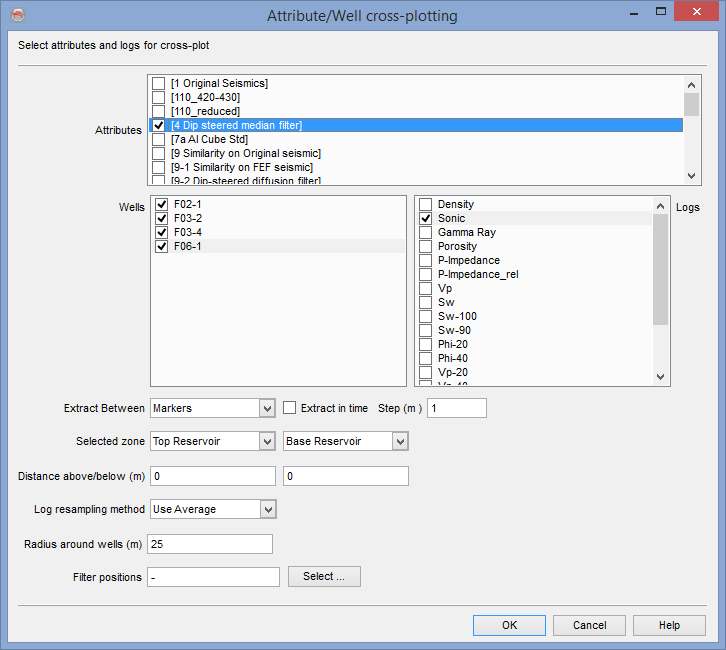 Attribute/Well cross-plotting
Select attributes and logs for cross-plot
Attributes
[1 Original Seismics]
[110_420-430]
[110_reduced]
[4 Dip steered median filter]
[7a AI Cube Std]
[9 Similarity on Original seismic]
[9-1 Similarity on FEF seismic]
[9-2 Dip-steered diffusion filter]
Wells
F02-1
F03-2
F03-4
F06-1
Logs
Density
Sonic
Gamma Ray
Porosity
P-Impedance
P-Impedance_rel
Vp
Sw
Sw-100
Sw-90
Phi-20
Phi-40
Vp-20
Vp-40
Extract Between Markers Extract in time Step (m ) 1
Selected zone Top Reservoir Base Reservoir
Distance above/below (m) 0 0
Log resampling method Use Average
Radius around wells (m) 25
Filter positions - Select ...
OK Cancel Help